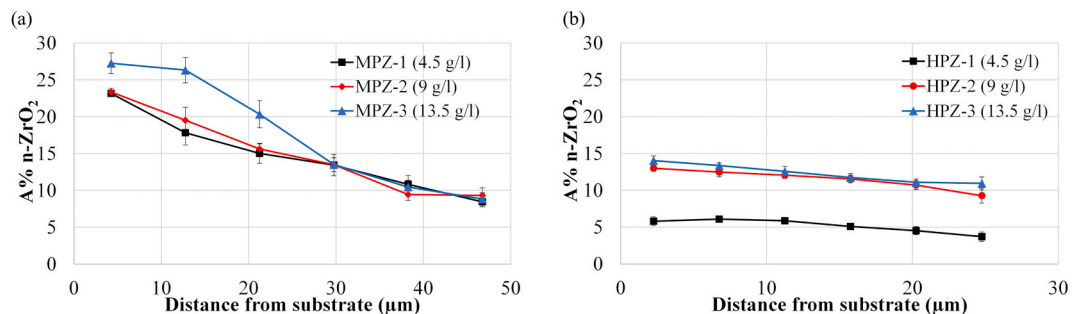 (a)
A% n-ZrO₂
30
25
20
15
10
5
0
MPZ-1 (4.5 g/l)
MPZ-2 (9 g/l)
MPZ-3 (13.5 g/l)
0 10 20 30 40 50
Distance from substrate (µm)
(b)
A% n-ZrO₂
30
25
20
15
10
5
0
HPZ-1 (4.5 g/l)
HPZ-2 (9 g/l)
HPZ-3 (13.5 g/l)
0 10 20 30
Distance from substrate (µm)